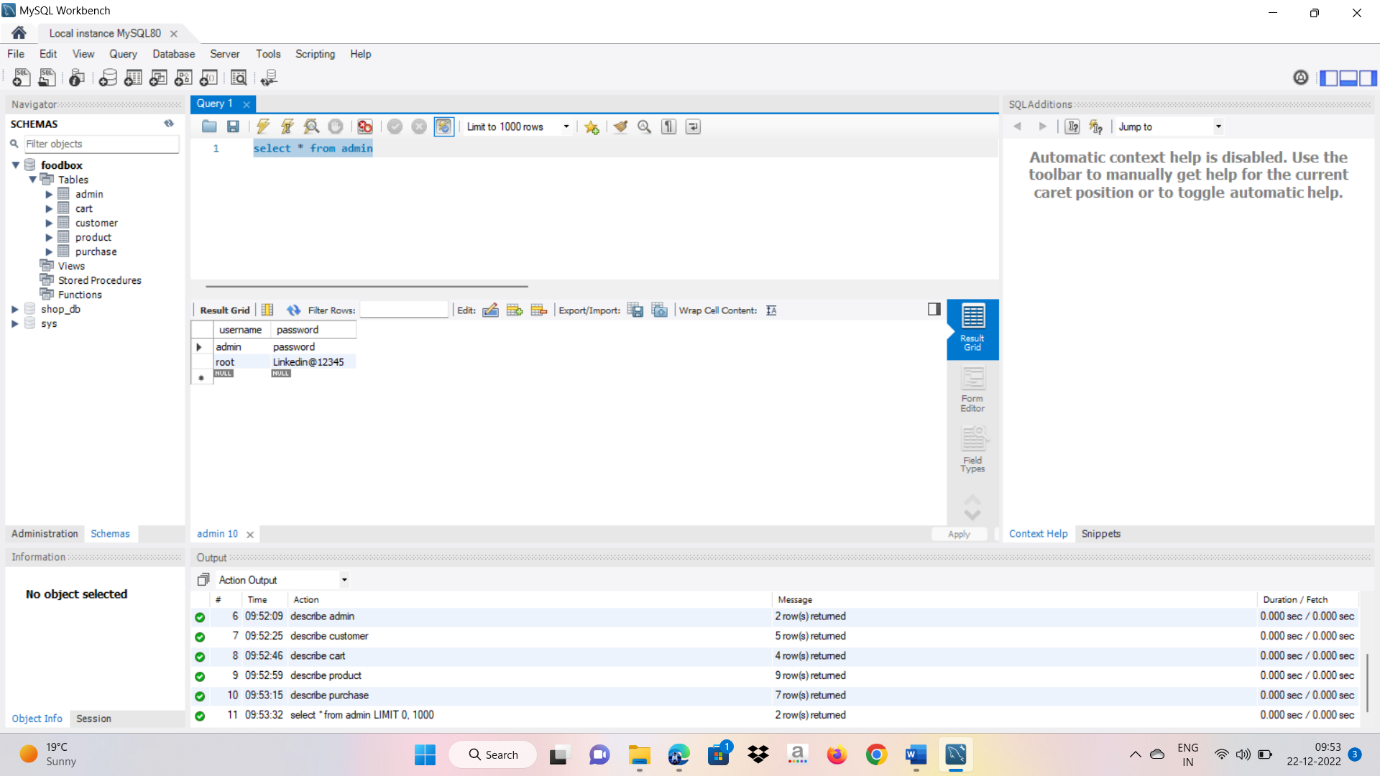 MySQL Workbench
Local instance MySQL80
File Edit View Query Database Server Tools Scripting Help
Navigator
SCHEMAS
Filter objects
foodbox
Tables
admin
cart
customer
product
purchase
Views
Stored Procedures
Functions
shop_db
sys
Administration Schemas
Information
No object selected
Object Info Session
Query 1
Limit to 1000 rows
1 select * from admin
Result Grid Filter Rows: Edit: Export/Import: Wrap Cell Content:
username password
admin password
root Linkedin@12345
NULL NULL
Result
Grid
Form
Editor
Field
Types
admin 10
Apply
SQLAdditions
Jump to
Automatic context help is disabled. Use the
toolbar to manually get help for the current
caret position or to toggle automatic help.
Context Help Snippets
Output
Action Output
# Time Action Message Duration / Fetch
6 09:52:09 describe admin 2 row(s) returned 0.000 sec / 0.000 sec
7 09:52:25 describe customer 5 row(s) returned 0.000 sec / 0.000 sec
8 09:52:46 describe cart 4 row(s) returned 0.000 sec / 0.000 sec
9 09:52:59 describe product 9 row(s) returned 0.000 sec / 0.000 sec
10 09:53:15 describe purchase 7 row(s) returned 0.000 sec / 0.000 sec
11 09:53:32 select * from admin LIMIT 0, 1000 2 row(s) returned 0.000 sec / 0.000 sec
19°C
Sunny
Search
1
a
W
ENG
IN
09:53
22-12-2022
3